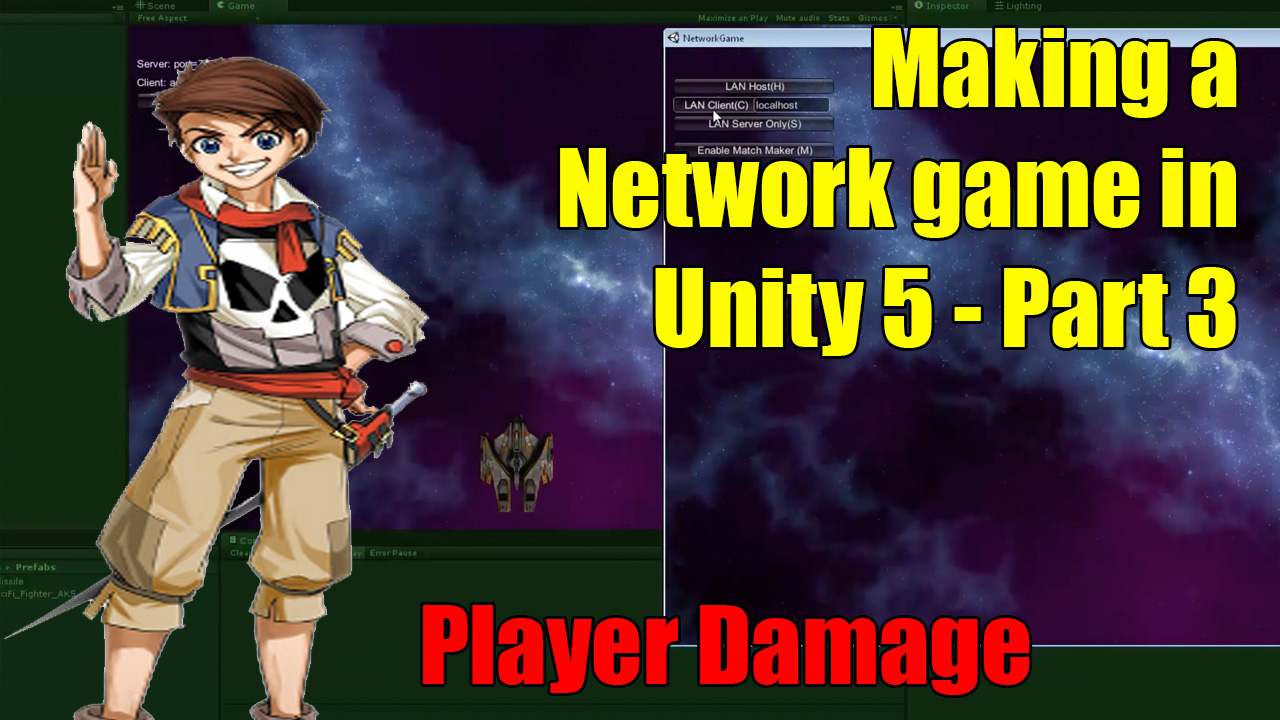 Scene
Game
Inspector
Lighting
Free Aspect
Maximize on Play Mute audio Stats Gizmos
NetworkGame
Server:
Client:
LAN Host(H)
LAN Client(C) localhost
LAN Server Only(S)
Enable Match Maker (M)
Making a
Network game in
Unity 5 - Part 3
Error Pause
Prefabs
Player Damage